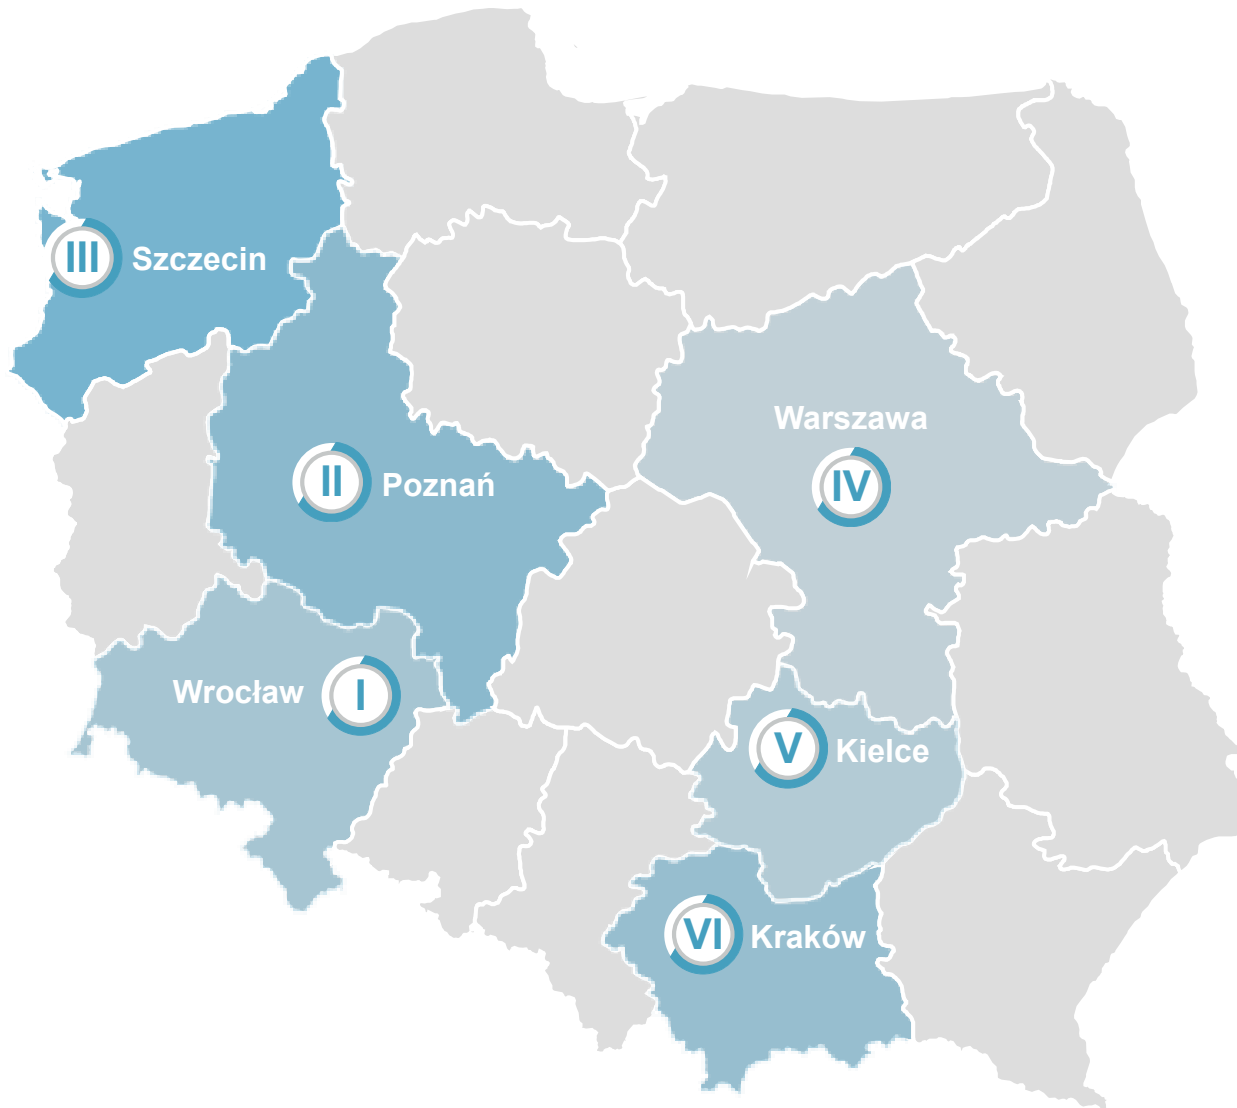 III Szczecin
Warszawa
II Poznań
IV
Wrocław I
V Kielce
VI Kraków